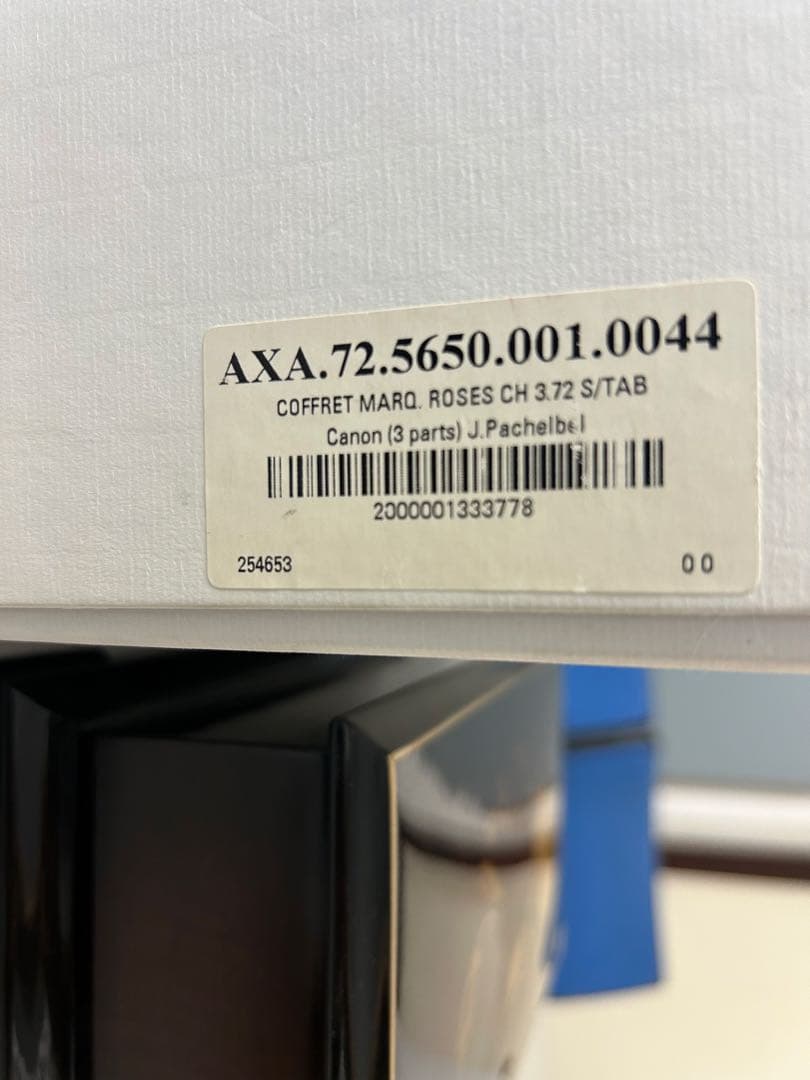 AXA.72.5650.001.0044
COFFRET MARQ. ROSES CH 3.72 S/TAB
Canon (3 parts) J.Pachelbel
2000001333778
254653
0 0